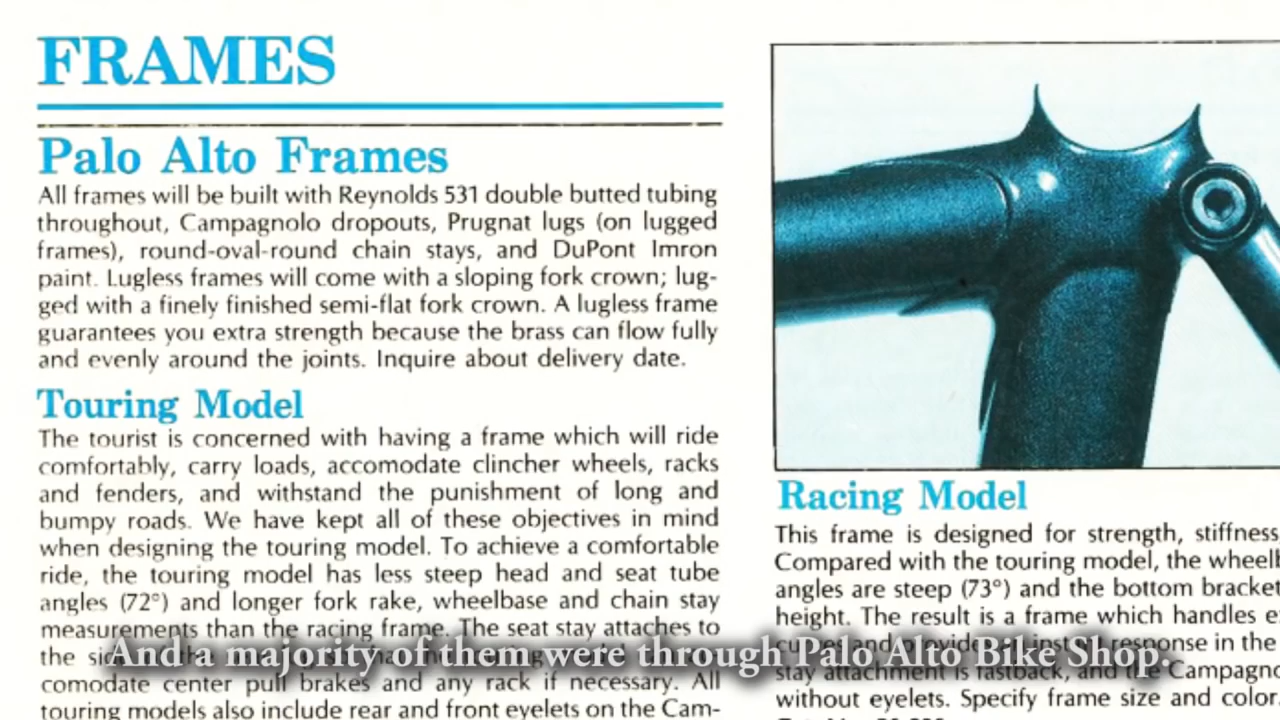 FRAMES
Palo Alto Frames
All frames will be built with Reynolds 531 double butted tubing
throughout, Campagnolo dropouts, Prugnat lugs (on lugged
frames), round-oval-round chain stays, and DuPont Imron
paint. Lugless frames will come with a sloping fork crown; lug-
ged with a finely finished semi-flat fork crown. A lugless frame
guarantees you extra strength because the brass can flow fully
and evenly around the joints. Inquire about delivery date.
Touring Model
The tourist is concerned with having a frame which will ride
comfortably, carry loads, accomodate clincher wheels, racks
and fenders, and withstand the punishment of long and
bumpy roads. We have kept all of these objectives in mind
when designing the touring model. To achieve a comfortable
ride, the touring model has less steep head and seat tube
angles (72°) and longer fork rake, wheelbase and chain stay
measurements than the racing frame. The seat stay attaches to
the
comodate center pull brakes and any rack if necessary. All
touring models also include rear and front eyelets on the Cam-
Racing Model
This frame is designed for strength, stiffness,
Compared with the touring model, the
angles are steep (73°) and the bottom bracket
height. The result is a frame which handles
and response in the
stay attachment is fastback, and the
without eyelets. Specify frame size and color.
And a majority of them were through Palo Alto Bike Shop.